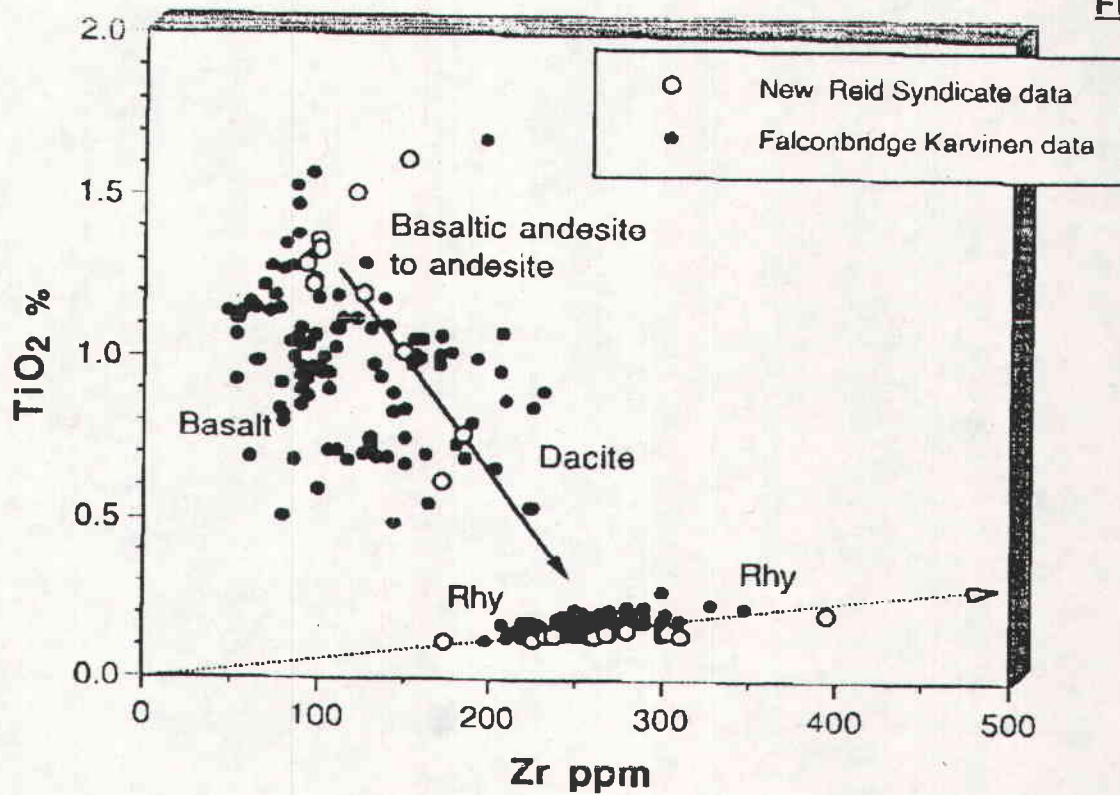 2.0
New Reid Syndicate data
Falconbridge Karvinen data
1.5
Basaltic andesite
to andesite
TiO2 %
1.0
Basalt
Dacite
0.5
Rhy
Rhy
0.0
0
100
200
300
400
500
Zr ppm